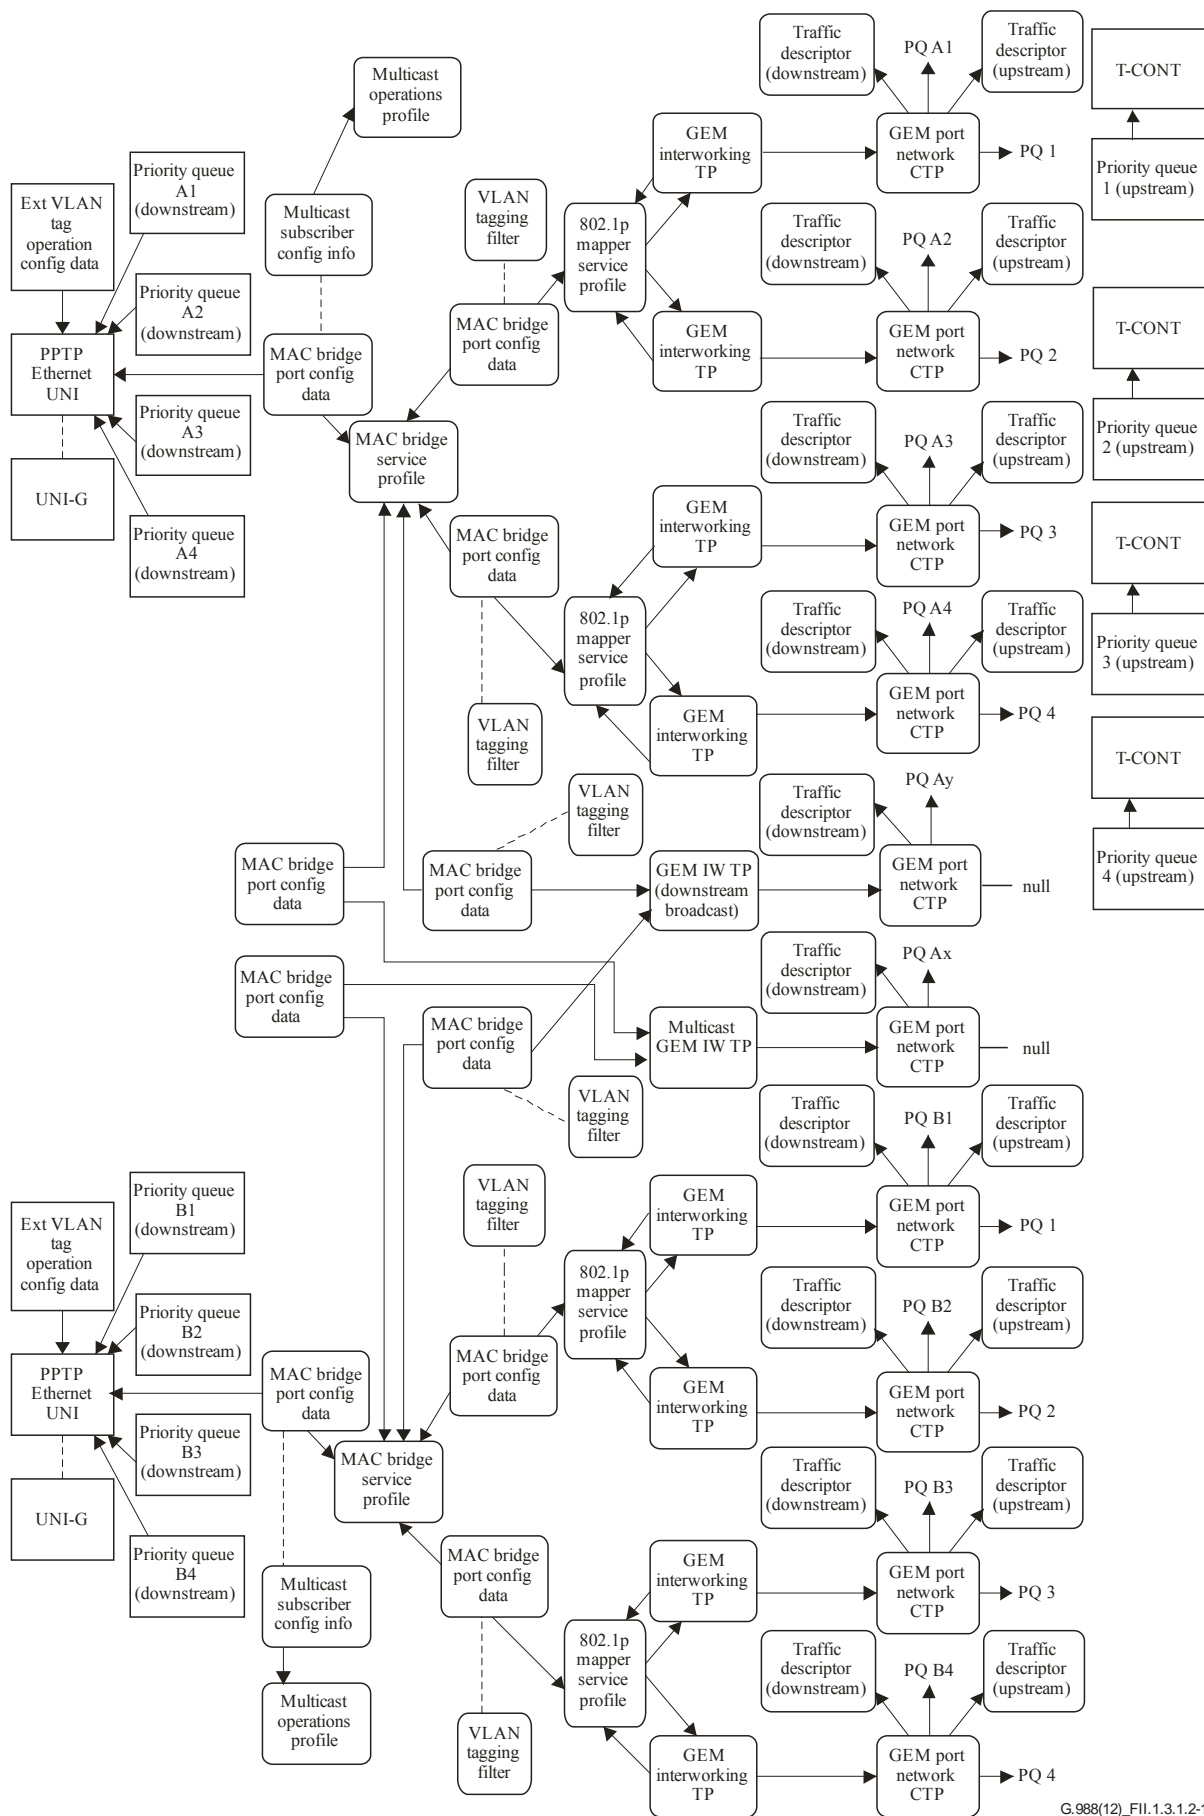 Traffic
descriptor
(downstream)
PQ A1
Traffic
descriptor
(upstream)
T-CONT
Multicast
operations
profile
GEM
interworking
TP
GEM port
network
CTP
PQ 1
Priority queue
1 (upstream)
Priority queue
A1
(downstream)
Ext VLAN
tag
operation
config data
Multicast
subscriber
config info
VLAN
tagging
filter
802.1p
mapper
service
profile
Traffic
descriptor
(downstream)
PQ A2
Traffic
descriptor
(upstream)
T-CONT
Priority queue
A2
(downstream)
PPTP
Ethernet
UNI
MAC bridge
port config
data
MAC bridge
port config
data
GEM
interworking
TP
GEM port
network
CTP
PQ 2
Priority queue
A3
(downstream)
MAC bridge
service
profile
Traffic
descriptor
(downstream)
PQ A3
Traffic
descriptor
(upstream)
Priority queue
2 (upstream)
UNI-G
Priority queue
A4
(downstream)
MAC bridge
port config
data
GEM
interworking
TP
GEM port
network
CTP
PQ 3
T-CONT
802.1p
mapper
service
profile
Traffic
descriptor
(downstream)
PQ A4
Traffic
descriptor
(upstream)
Priority queue
3 (upstream)
VLAN
tagging
filter
GEM
interworking
TP
GEM port
network
CTP
PQ 4
T-CONT
VLAN
tagging
filter
Traffic
descriptor
(downstream)
PQ Ay
MAC bridge
port config
data
MAC bridge
port config
data
GEM IW TP
(downstream
broadcast)
GEM port
network
CTP
null
Priority queue
4 (upstream)
MAC bridge
port config
data
Traffic
descriptor
(downstream)
PQ Ax
MAC bridge
port config
data
Multicast
GEM IW TP
GEM port
network
CTP
null
VLAN
tagging
filter
Traffic
descriptor
(downstream)
PQ B1
Traffic
descriptor
(upstream)
Priority queue
B1
(downstream)
Ext VLAN
tag
operation
config data
VLAN
tagging
filter
GEM
interworking
TP
GEM port
network
CTP
PQ 1
802.1p
mapper
service
profile
Traffic
descriptor
(downstream)
PQ B2
Traffic
descriptor
(upstream)
Priority queue
B2
(downstream)
PPTP
Ethernet
UNI
MAC bridge
port config
data
MAC bridge
port config
data
GEM
interworking
TP
GEM port
network
CTP
PQ 2
Priority queue
B3
(downstream)
MAC bridge
service
profile
Traffic
descriptor
(downstream)
PQ B3
Traffic
descriptor
(upstream)
UNI-G
Priority queue
B4
(downstream)
MAC bridge
port config
data
GEM
interworking
TP
GEM port
network
CTP
PQ 3
Multicast
subscriber
config info
802.1p
mapper
service
profile
Traffic
descriptor
(downstream)
PQ B4
Traffic
descriptor
(upstream)
Multicast
operations
profile
VLAN
tagging
filter
GEM
interworking
TP
GEM port
network
CTP
PQ 4
G.988(12)_FII.1.3.1.2-1